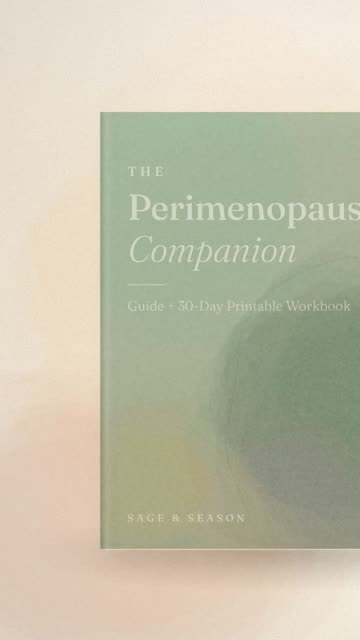 THE
Perimenopaus
Companion
Guide + 30-Day Printable Workbook
SAGE & SEASON